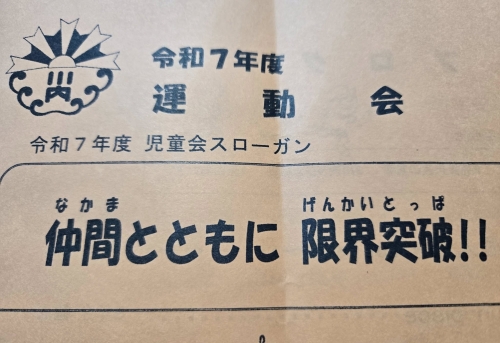 川内
令和7年度
運動会
令和7年度 児童会スローガン
なかま げんかいとっぱ
仲間とともに 限界突破!!